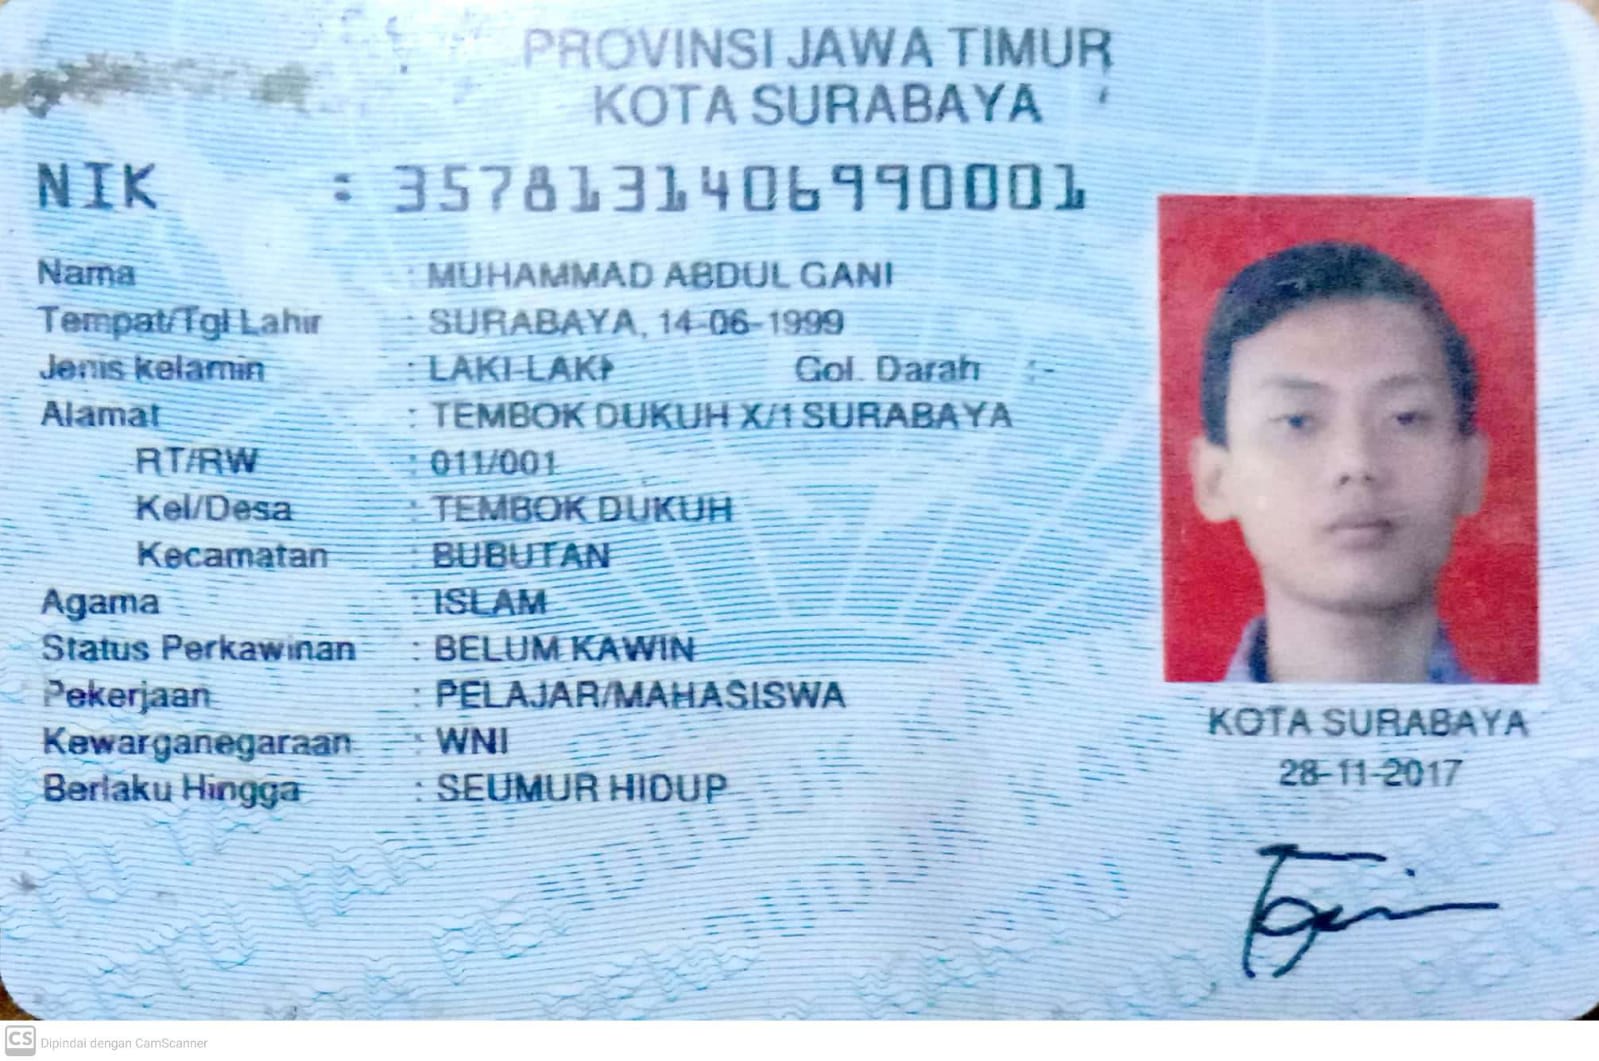 PROVINSI JAWA TIMUR
KOTA SURABAYA
NIK : 3578131406990001
Nama : MUHAMMAD ABDUL GANI
Tempat/Tgl Lahir : SURABAYA, 14-06-1999
Jenis kelamin : LAKI-LAKI Gol. Darah :-
Alamat : TEMBOK DUKUH X/1 SURABAYA
RT/RW : 011/001
Kel/Desa : TEMBOK DUKUH
Kecamatan : BUBUTAN
Agama : ISLAM
Status Perkawinan : BELUM KAWIN
Pekerjaan : PELAJAR/MAHASISWA
Kewarganegaraan : WNI
Berlaku Hingga : SEUMUR HIDUP
KOTA SURABAYA
28-11-2017
CS Dipindai dengan CamScanner